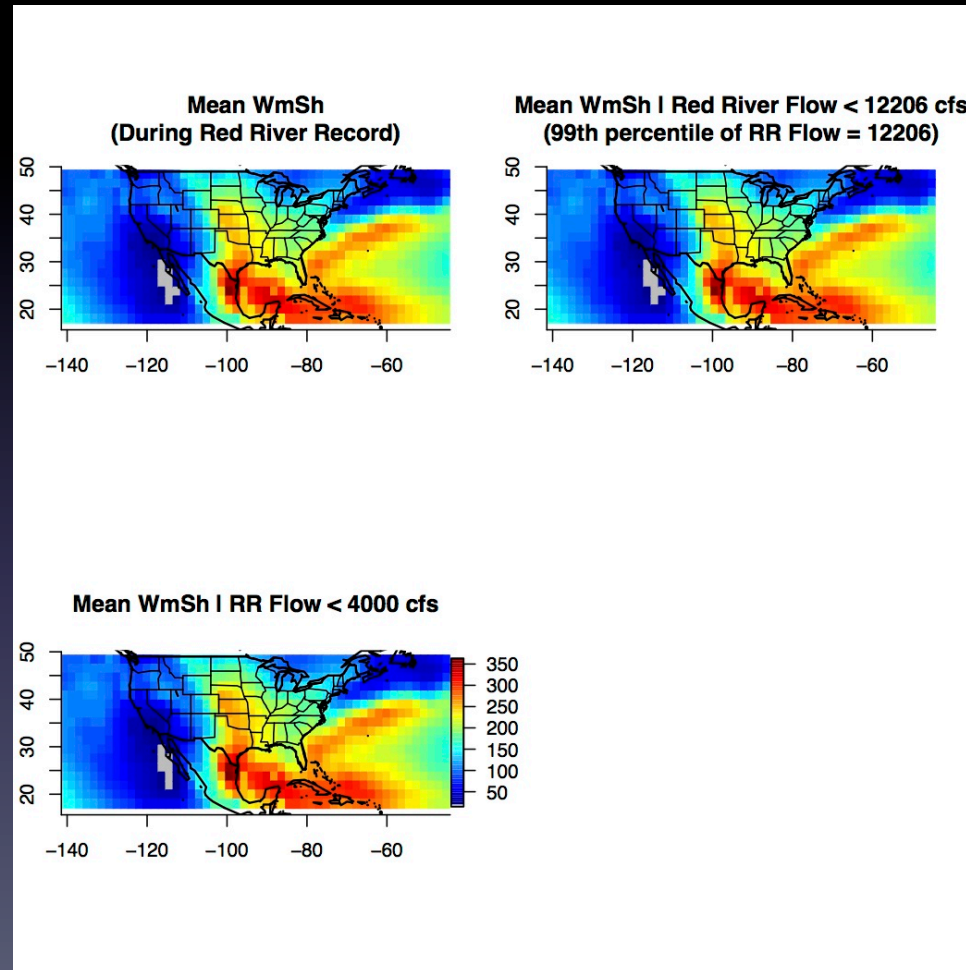 Mean WmSh
(During Red River Record)
50
40
30
20
−140 −120 −100 −80 −60
Mean WmSh | Red River Flow < 12206 cfs
(99th percentile of RR Flow = 12206)
50
40
30
20
−140 −120 −100 −80 −60
Mean WmSh | RR Flow < 4000 cfs
50
40
30
20
−140 −120 −100 −80 −60
350
300
250
200
150
100
50